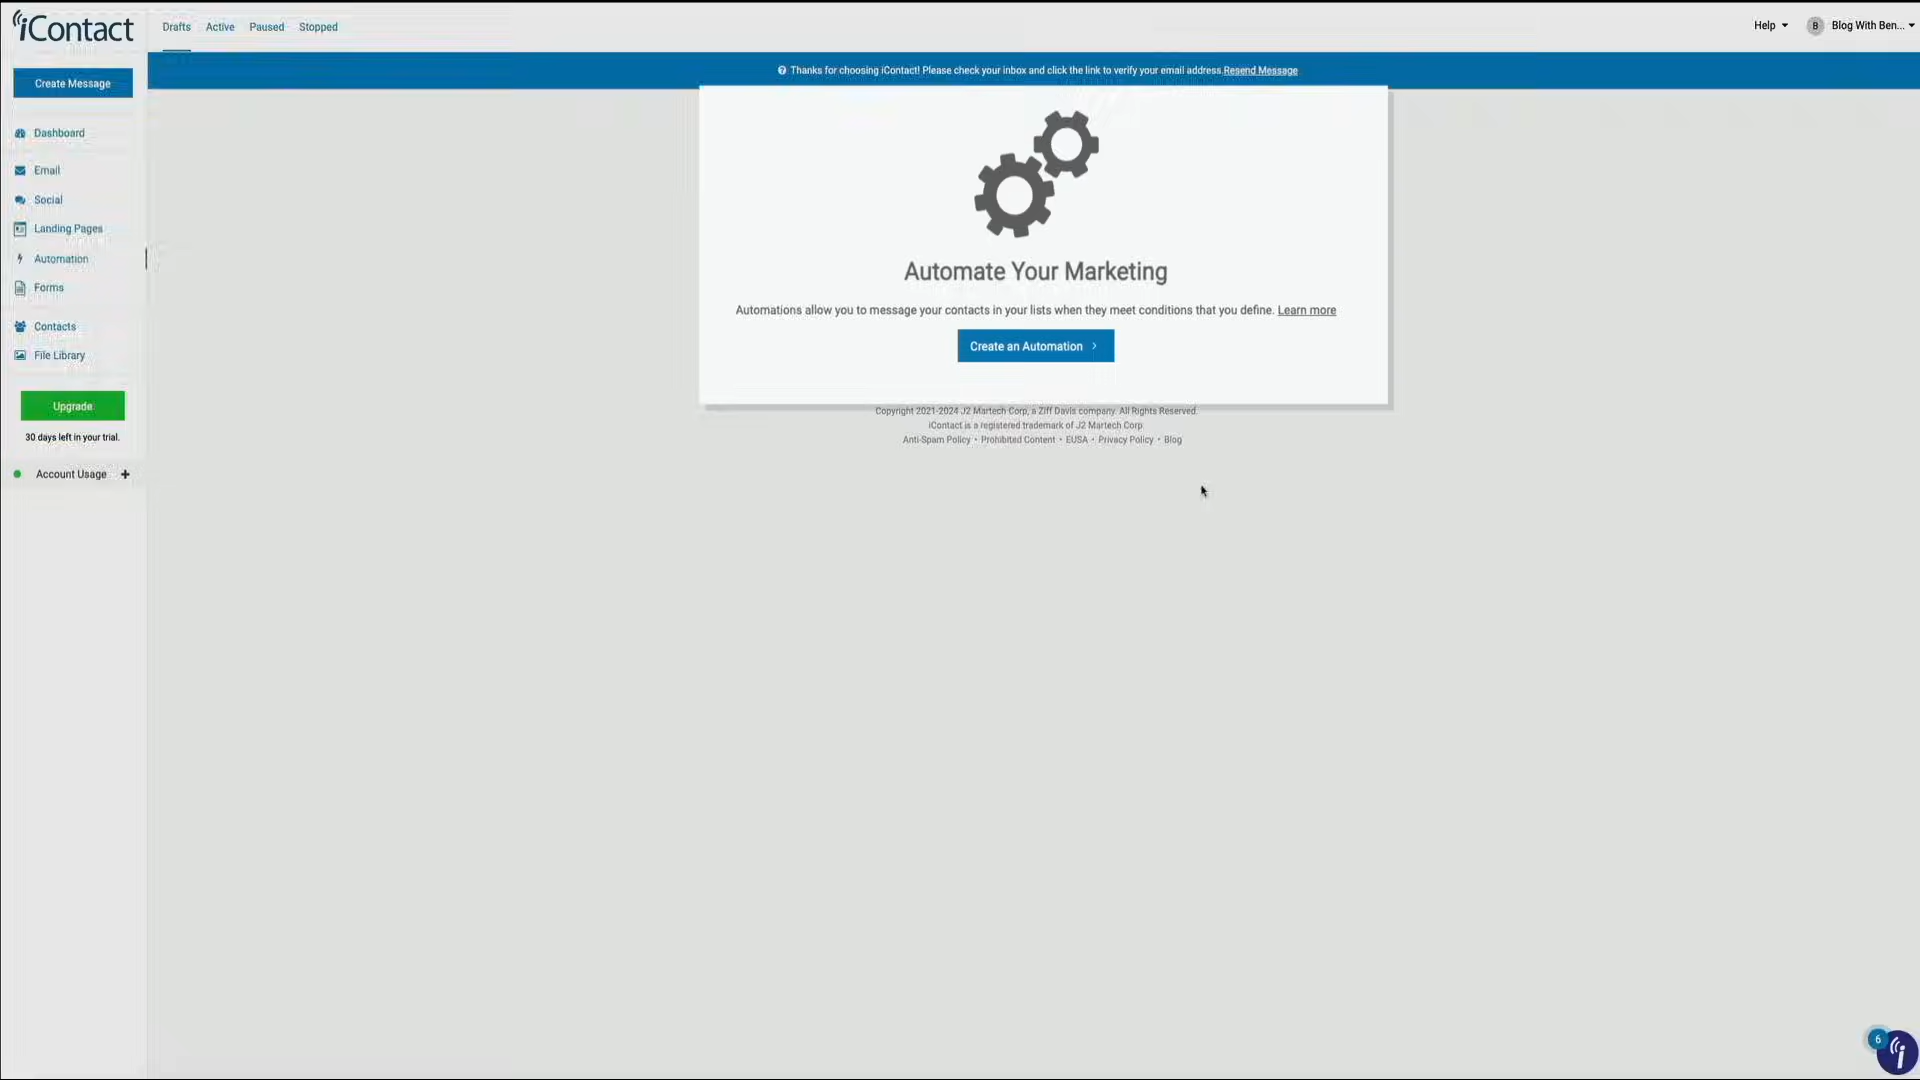 iContact
Drafts Active Paused Stopped
Help
B Blog With Ben...
Create Message
Thanks for choosing iContact! Please check your inbox and click the link to verify your email address.Resend Message
Dashboard
Email
Social
Landing Pages
Automation
Forms
Contacts
File Library
Upgrade
30 days left in your trial.
Account Usage
Automate Your Marketing
Automations allow you to message your contacts in your lists when they meet conditions that you define. Learn more
Create an Automation
Copyright 2021-2024 J2 Martech Corp, a Ziff Davis company. All Rights Reserved.
iContact is a registered trademark of J2 Martech Corp
Anti-Spam Policy • Prohibited Content • EUSA • Privacy Policy • Blog
6